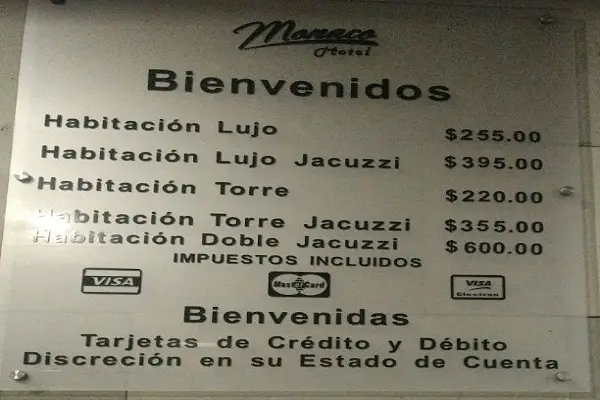 Monaco
Hotel
Bienvenidos
Habitación Lujo $255.00
Habitación Lujo Jacuzzi $395.00
Habitación Torre $220.00
Habitación Torre Jacuzzi $355.00
Habitación Doble Jacuzzi $600.00
IMPUESTOS INCLUIDOS
VISA MasterCard VISA Electron
Bienvenidas
Tarjetas de Crédito y Débito
Discreción en su Estado de Cuenta